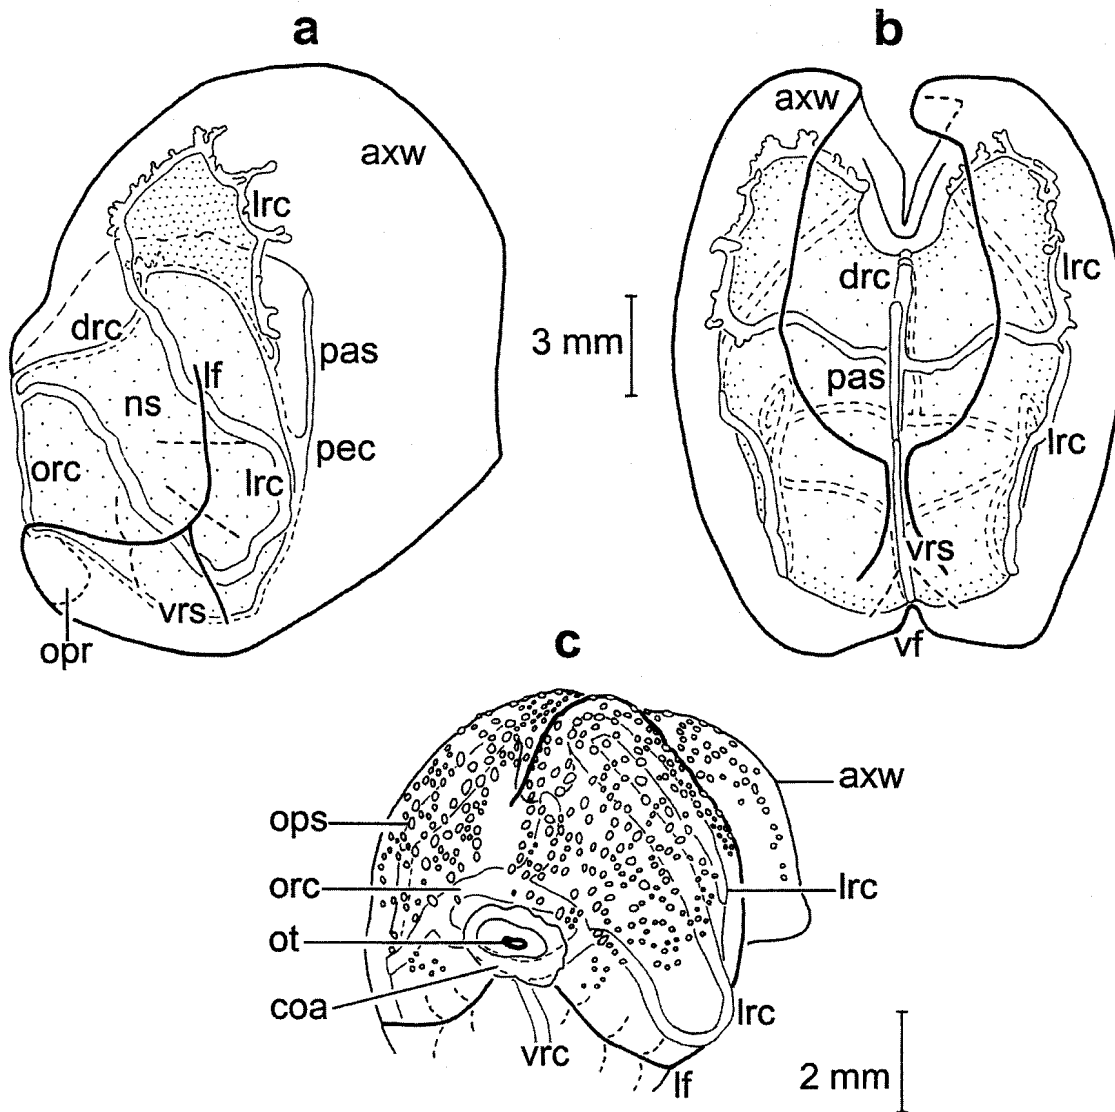 a
b
axw
axw
lrc
lrc
drc
drc
3 mm
pas
lf
pas
ns
pec
orc
lrc
lrc
vrs
vrs
opr
vf
c
axw
ops
orc
lrc
ot
coa
lrc
vrc
lf
2 mm